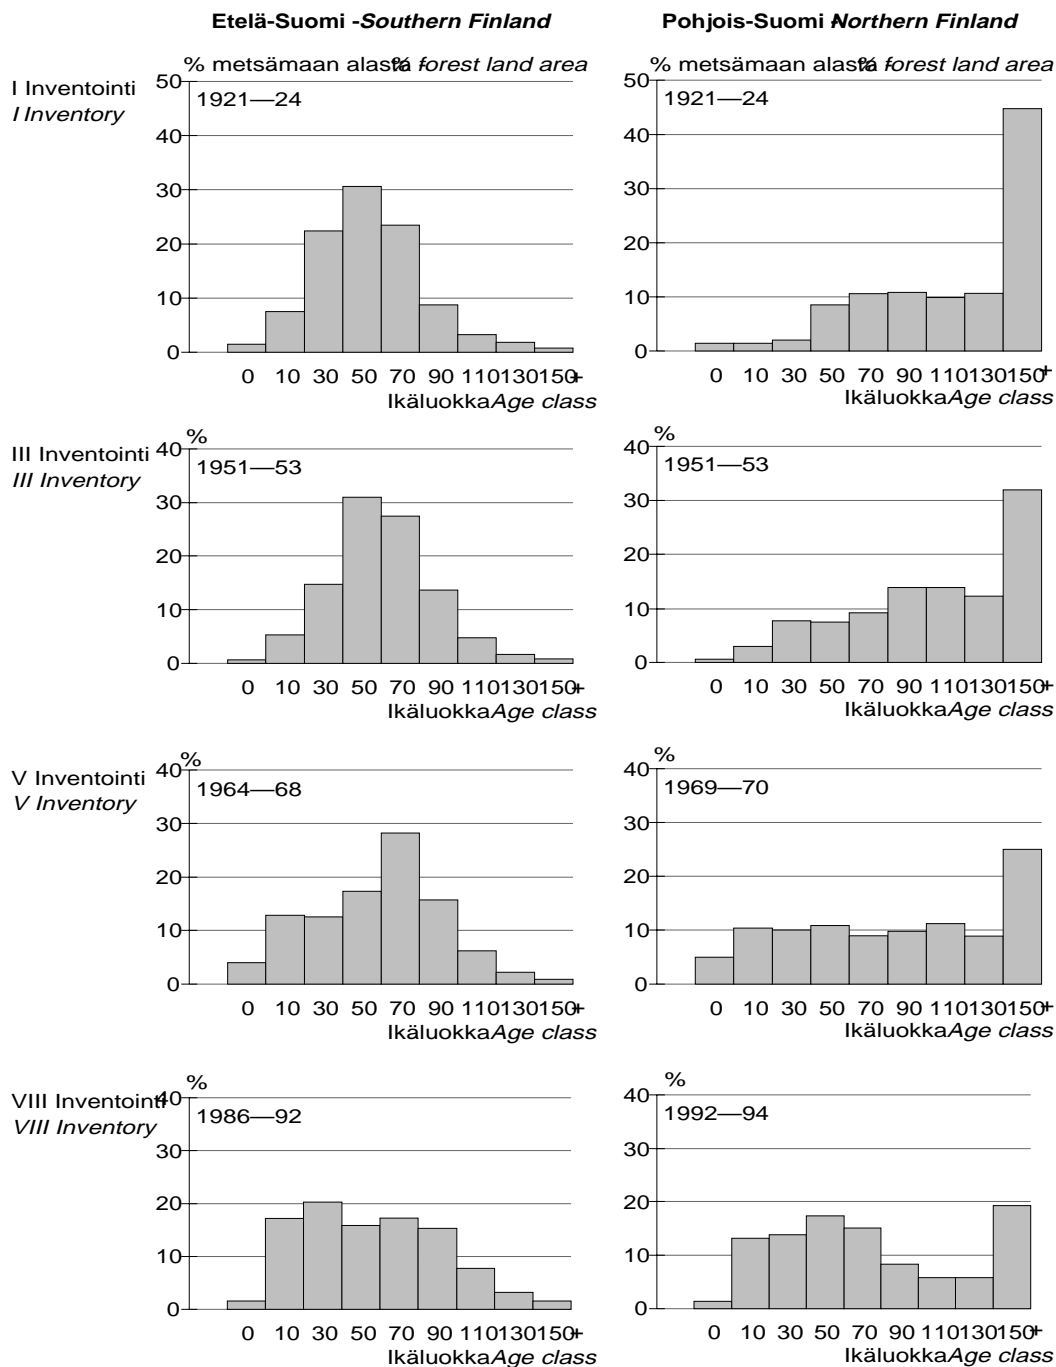 Etelä-Suomi - Southern Finland
Pohjois-Suomi - Northern Finland
I Inventointi
I Inventory
% metsämaan alasta - % forest land area
50
40
30
20
10
0
1921—24
0 10 30 50 70 90 110 130 150+
Ikäluokka Age class
% metsämaan alasta - % forest land area
50
40
30
20
10
0
1921—24
0 10 30 50 70 90 110 130 150+
Ikäluokka Age class
III Inventointi
III Inventory
%
40
30
20
10
0
1951—53
0 10 30 50 70 90 110 130 150+
Ikäluokka Age class
%
40
30
20
10
0
1951—53
0 10 30 50 70 90 110 130 150+
Ikäluokka Age class
V Inventointi
V Inventory
%
40
30
20
10
0
1964—68
0 10 30 50 70 90 110 130 150+
Ikäluokka Age class
%
40
30
20
10
0
1969—70
0 10 30 50 70 90 110 130 150+
Ikäluokka Age class
VIII Inventointi
VIII Inventory
%
40
30
20
10
0
1986—92
0 10 30 50 70 90 110 130 150+
Ikäluokka Age class
%
40
30
20
10
0
1992—94
0 10 30 50 70 90 110 130 150+
Ikäluokka Age class